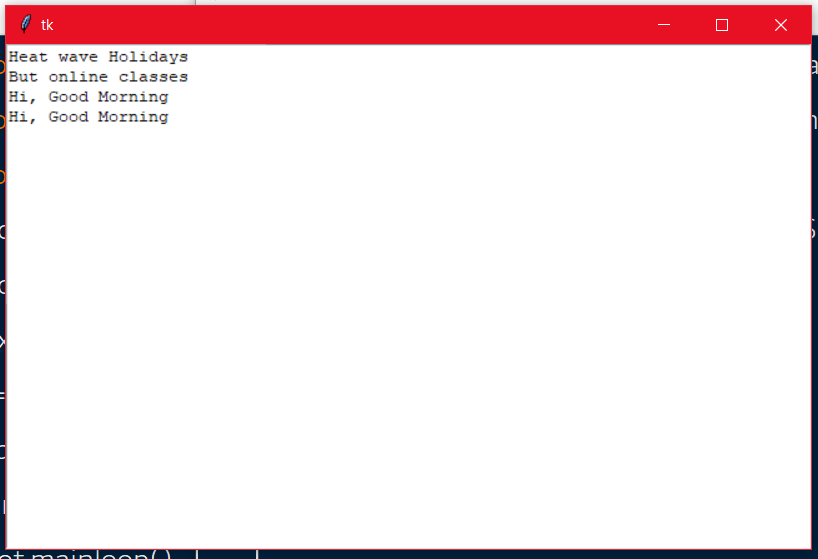 tk
Heat wave Holidays
But online classes
Hi, Good Morning
Hi, Good Morning